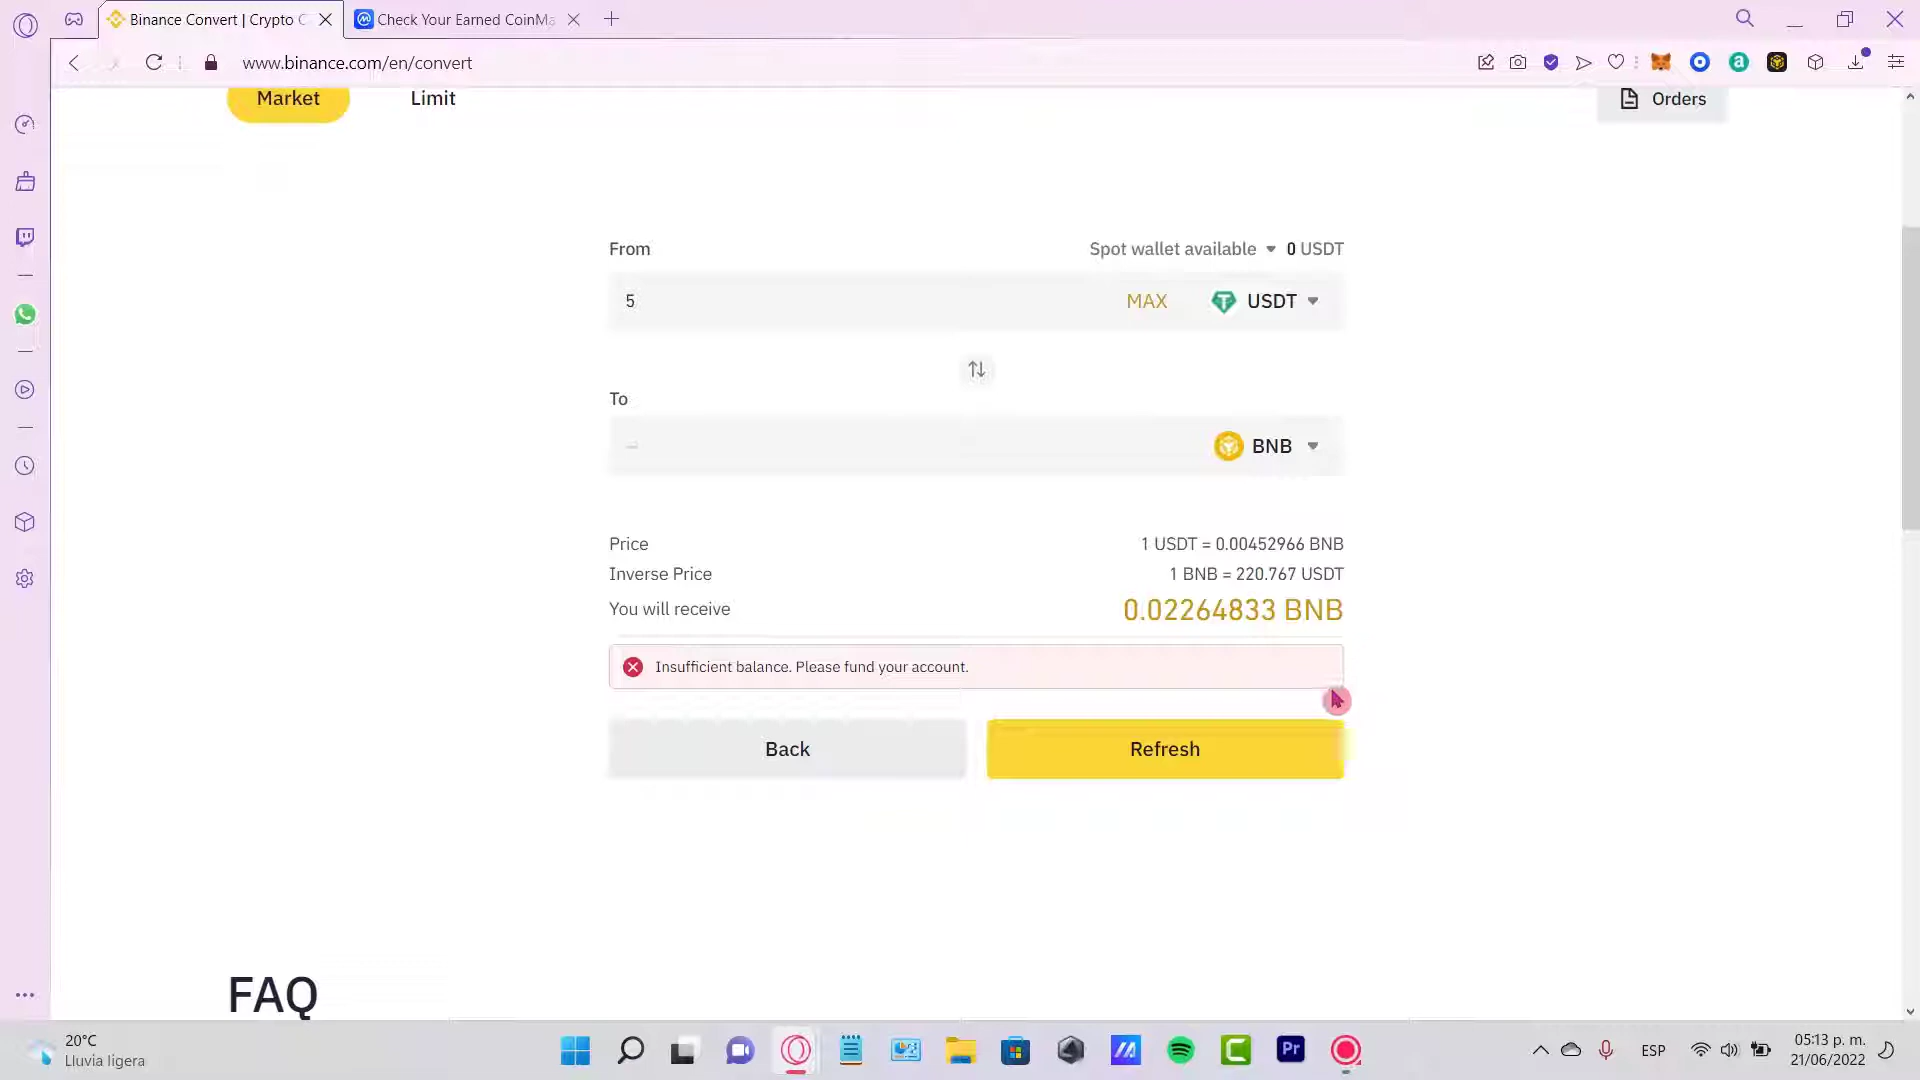 Binance Convert | Crypto C
Check Your Earned CoinMa
www.binance.com/en/convert
Market
Limit
Orders
From
Spot wallet available 0 USDT
5
MAX
USDT
To
BNB
Price
1 USDT = 0.00452966 BNB
Inverse Price
1 BNB = 220.767 USDT
You will receive
0.02264833 BNB
Insufficient balance. Please fund your account.
Back
Refresh
FAQ
20°C
Lluvia ligera
Pr
ESP
05:13 p. m.
21/06/2022